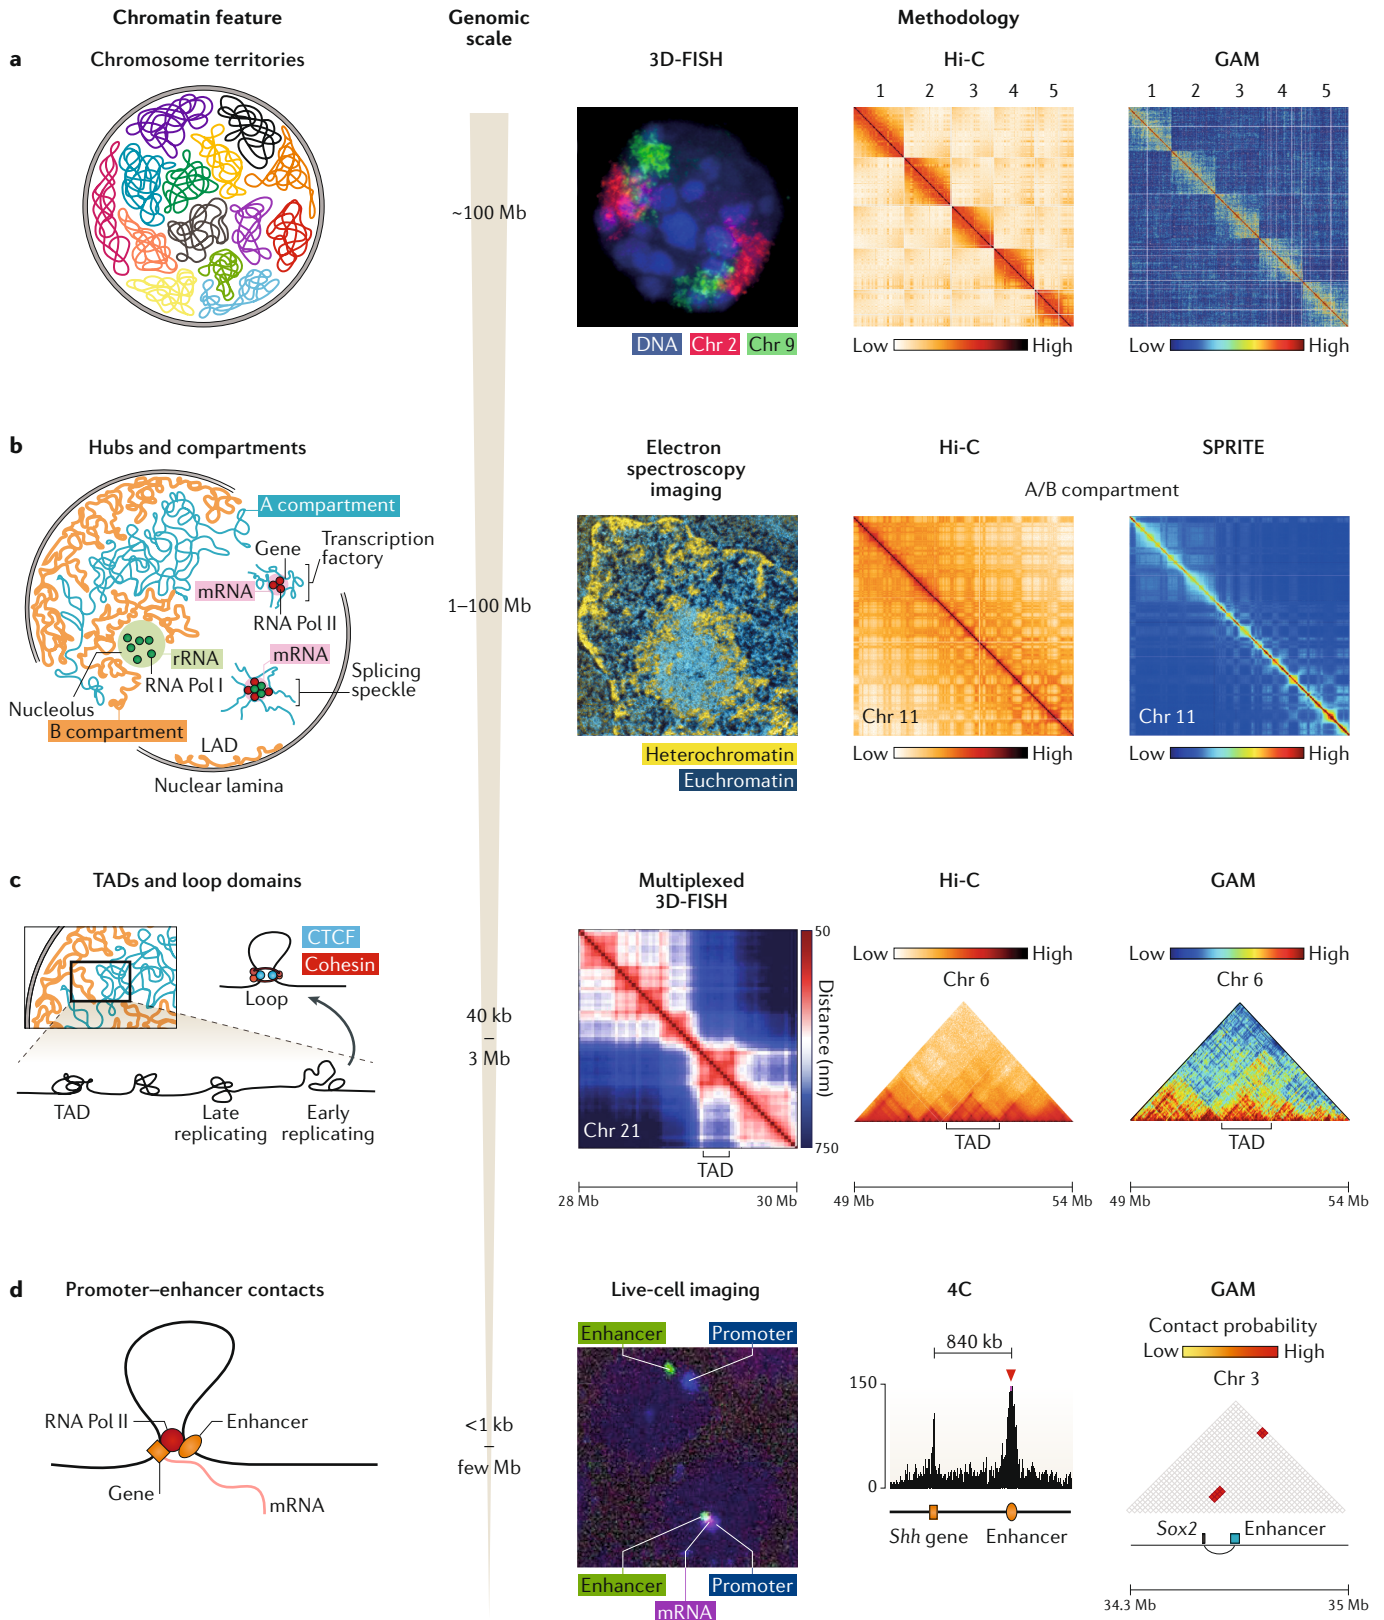 Chromatin feature
Genomic
scale
Methodology
a
Chromosome territories
3D-FISH
Hi-C
GAM
1 2 3 4 5
1 2 3 4 5
~100 Mb
DNA
Chr 2
Chr 9
Low
High
Low
High
b
Hubs and compartments
Electron
spectroscopy
imaging
Hi-C
SPRITE
A/B compartment
A compartment
Gene
Transcription
factory
mRNA
RNA Pol II
1–100 Mb
rRNA
mRNA
RNA Pol I
Splicing
speckle
Nucleolus
B compartment
LAD
Nuclear lamina
Chr 11
Chr 11
Heterochromatin
Euchromatin
Low
High
Low
High
c
TADs and loop domains
Multiplexed
3D-FISH
Hi-C
GAM
CTCF
Cohesin
Loop
TAD
Late
replicating
Early
replicating
40 kb
–
3 Mb
50
Distance (nm)
750
Chr 21
TAD
28 Mb
30 Mb
Low
High
Chr 6
TAD
49 Mb
54 Mb
Low
High
Chr 6
TAD
49 Mb
54 Mb
d
Promoter–enhancer contacts
Live-cell imaging
4C
GAM
RNA Pol II
Enhancer
Gene
mRNA
<1 kb
–
few Mb
Enhancer
Promoter
Enhancer
Promoter
mRNA
840 kb
150
0
Shh gene
Enhancer
Contact probability
Low
High
Chr 3
Sox2
Enhancer
34.3 Mb
35 Mb